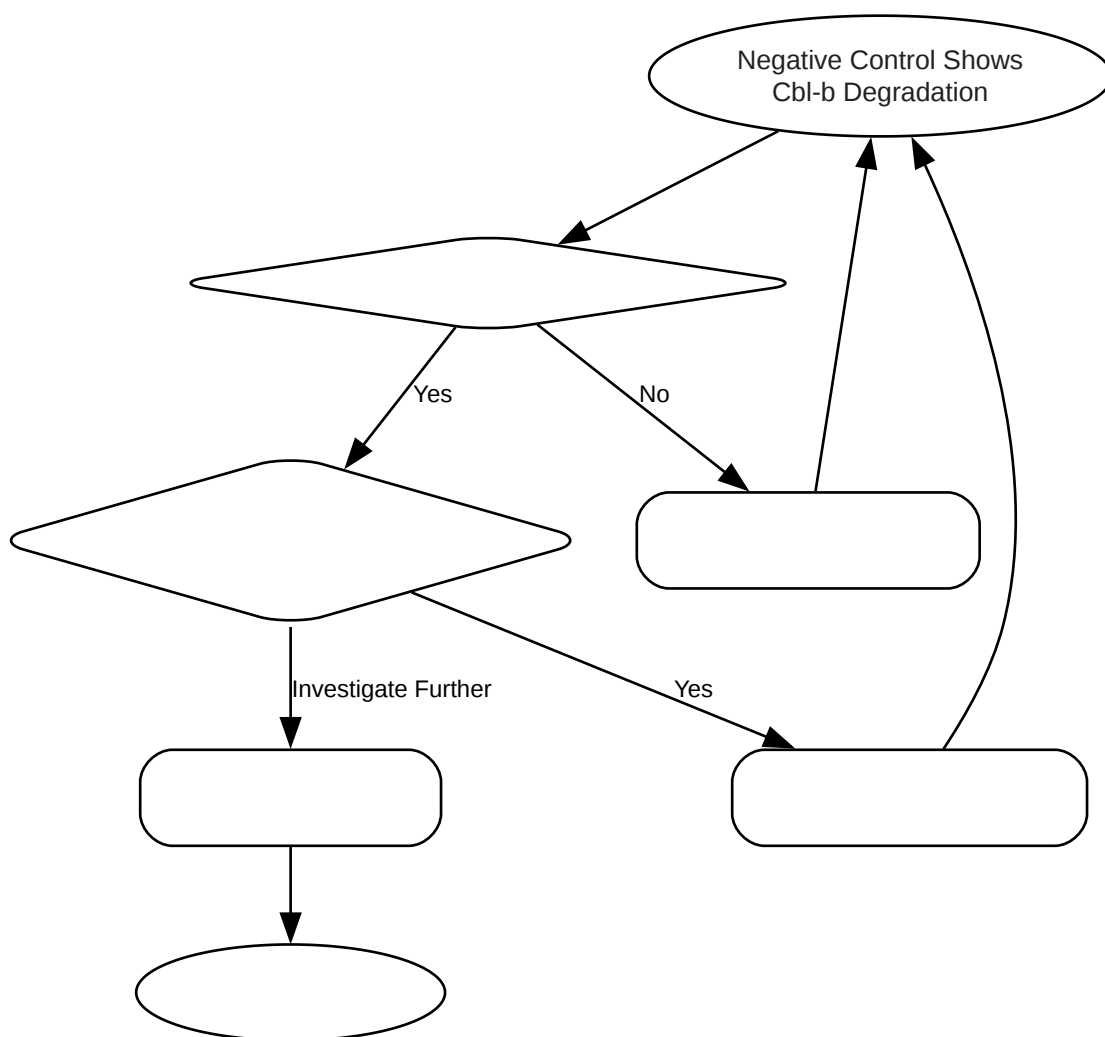 Negative Control Shows
Cbl-b Degradation
Yes
No
Investigate Further
Yes